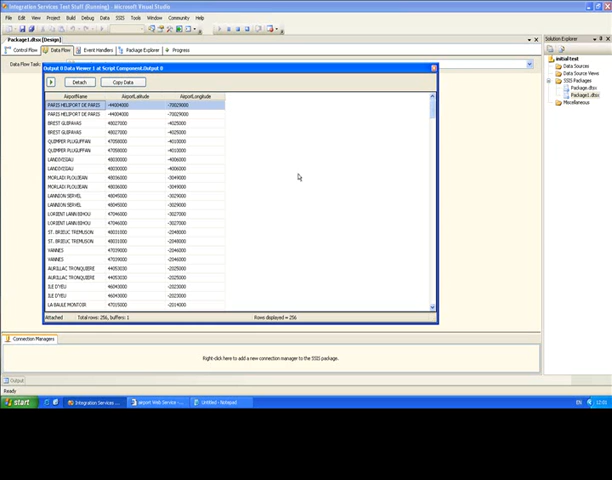 Integration Services Test Stuff (Running) - Microsoft Visual Studio
File Edit View Project Build Debug Data SSIS Tools Window Community Help
Package1.dtsx [Design]
Control Flow Data Flow Event Handlers Package Explorer Progress
Data Flow Task:
Output 0 Data Viewer 1 at Script Component.Output 0
Detach Copy Data
AirportName AirportLatitude AirportLongitude
PARIS HELIPORT DE PARIS -44004000 -70029000
PARIS HELIPORT DE PARIS -44004000 -70029000
BREST GUIPAVAS 48027000 -4025000
BREST GUIPAVAS 48027000 -4025000
QUIMPER PLUGUFFAN 47058000 -4010000
QUIMPER PLUGUFFAN 47058000 -4010000
LANDIVISIAU 48030000 -4006000
LANDIVISIAU 48030000 -4006000
MORLAIX PLOUJEAN 48036000 -3049000
MORLAIX PLOUJEAN 48036000 -3049000
LANNION SERVEL 48045000 -3029000
LANNION SERVEL 48045000 -3029000
LORIENT LANN BIHOU 47046000 -3027000
LORIENT LANN BIHOU 47046000 -3027000
ST. BRIEUC TREMUSON 48031000 -2048000
ST. BRIEUC TREMUSON 48031000 -2048000
VANNES 47039000 -2046000
VANNES 47039000 -2046000
AURILLAC TRONQUIERE 44053030 -2025000
AURILLAC TRONQUIERE 44053030 -2025000
ILE D'YEU 46043000 -2023000
ILE D'YEU 46043000 -2023000
LA BAULE MONTOIR 47015000 -2014000
Attached Total rows: 256, buffers: 1 Rows displayed = 256
Solution Explorer
initial test
Data Sources
Data Source Views
SSIS Packages
Package.dtsx
Package1.dtsx
Miscellaneous
Connection Managers
Right-click here to add a new connection manager to the SSIS package.
Output
Ready
start Integration Services ... airport Web Service -... Untitled - Notepad EN 12:01